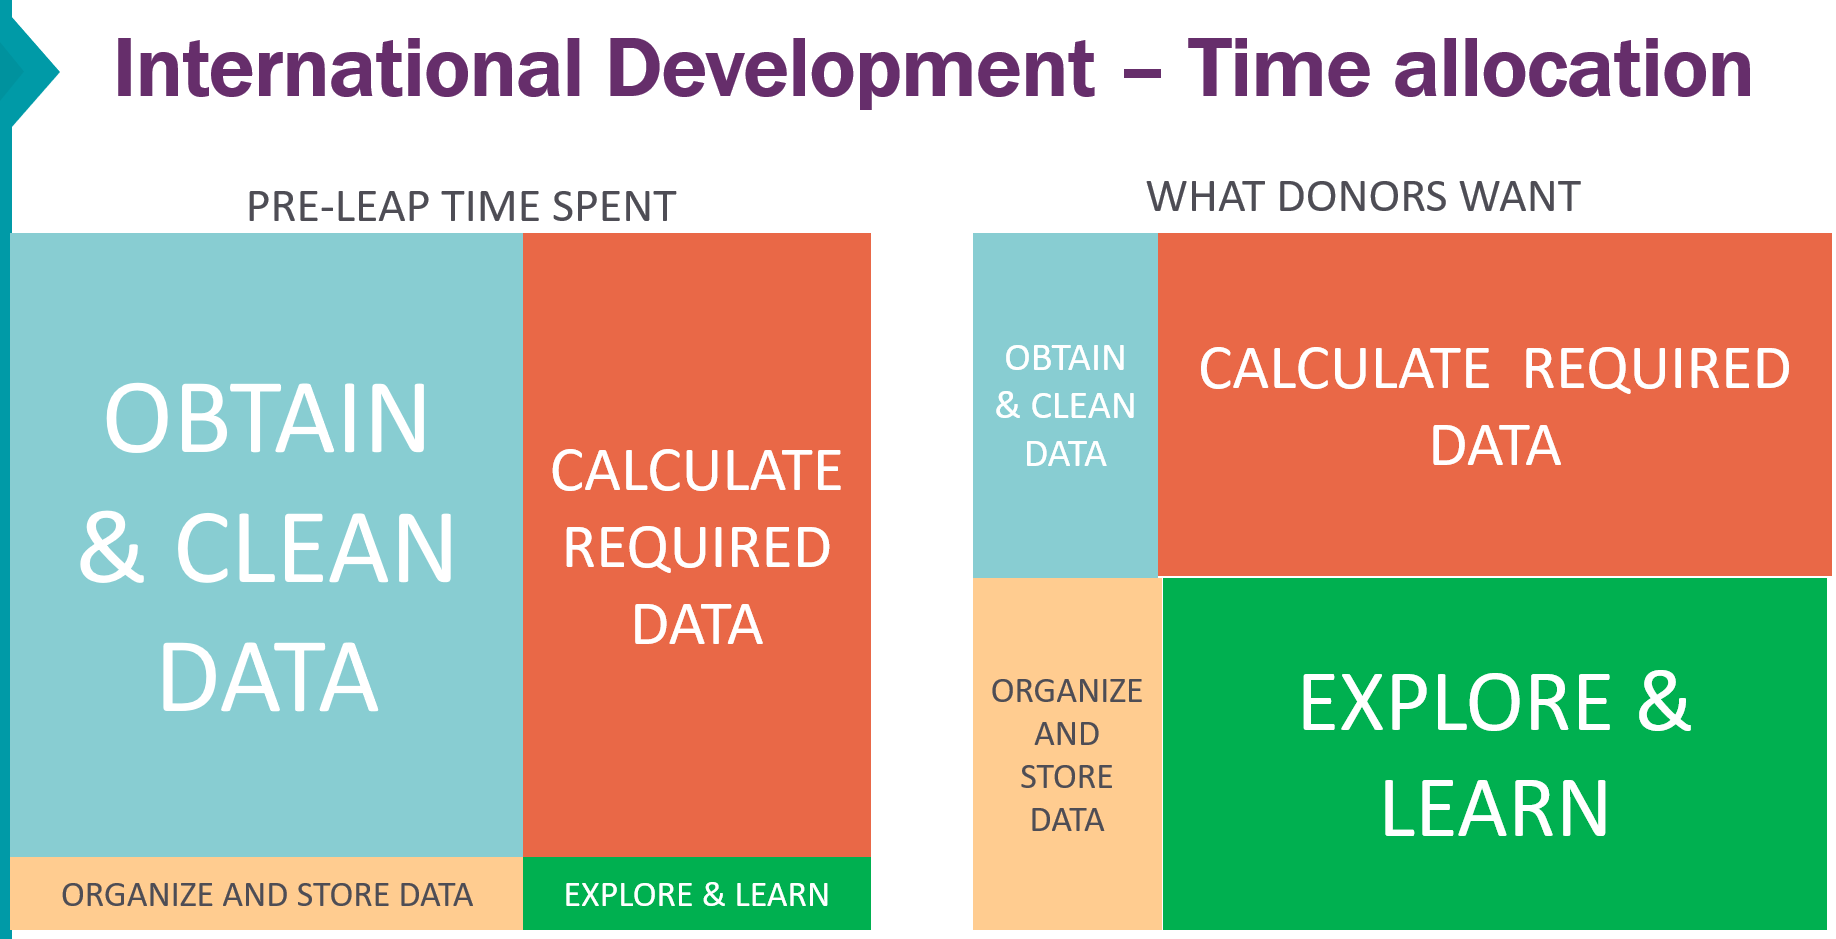 International Development – Time allocation
PRE-LEAP TIME SPENT
OBTAIN
& CLEAN
DATA
CALCULATE
REQUIRED
DATA
ORGANIZE AND STORE DATA
EXPLORE & LEARN
WHAT DONORS WANT
OBTAIN
& CLEAN
DATA
CALCULATE  REQUIRED
DATA
ORGANIZE
AND
STORE
DATA
EXPLORE &
LEARN